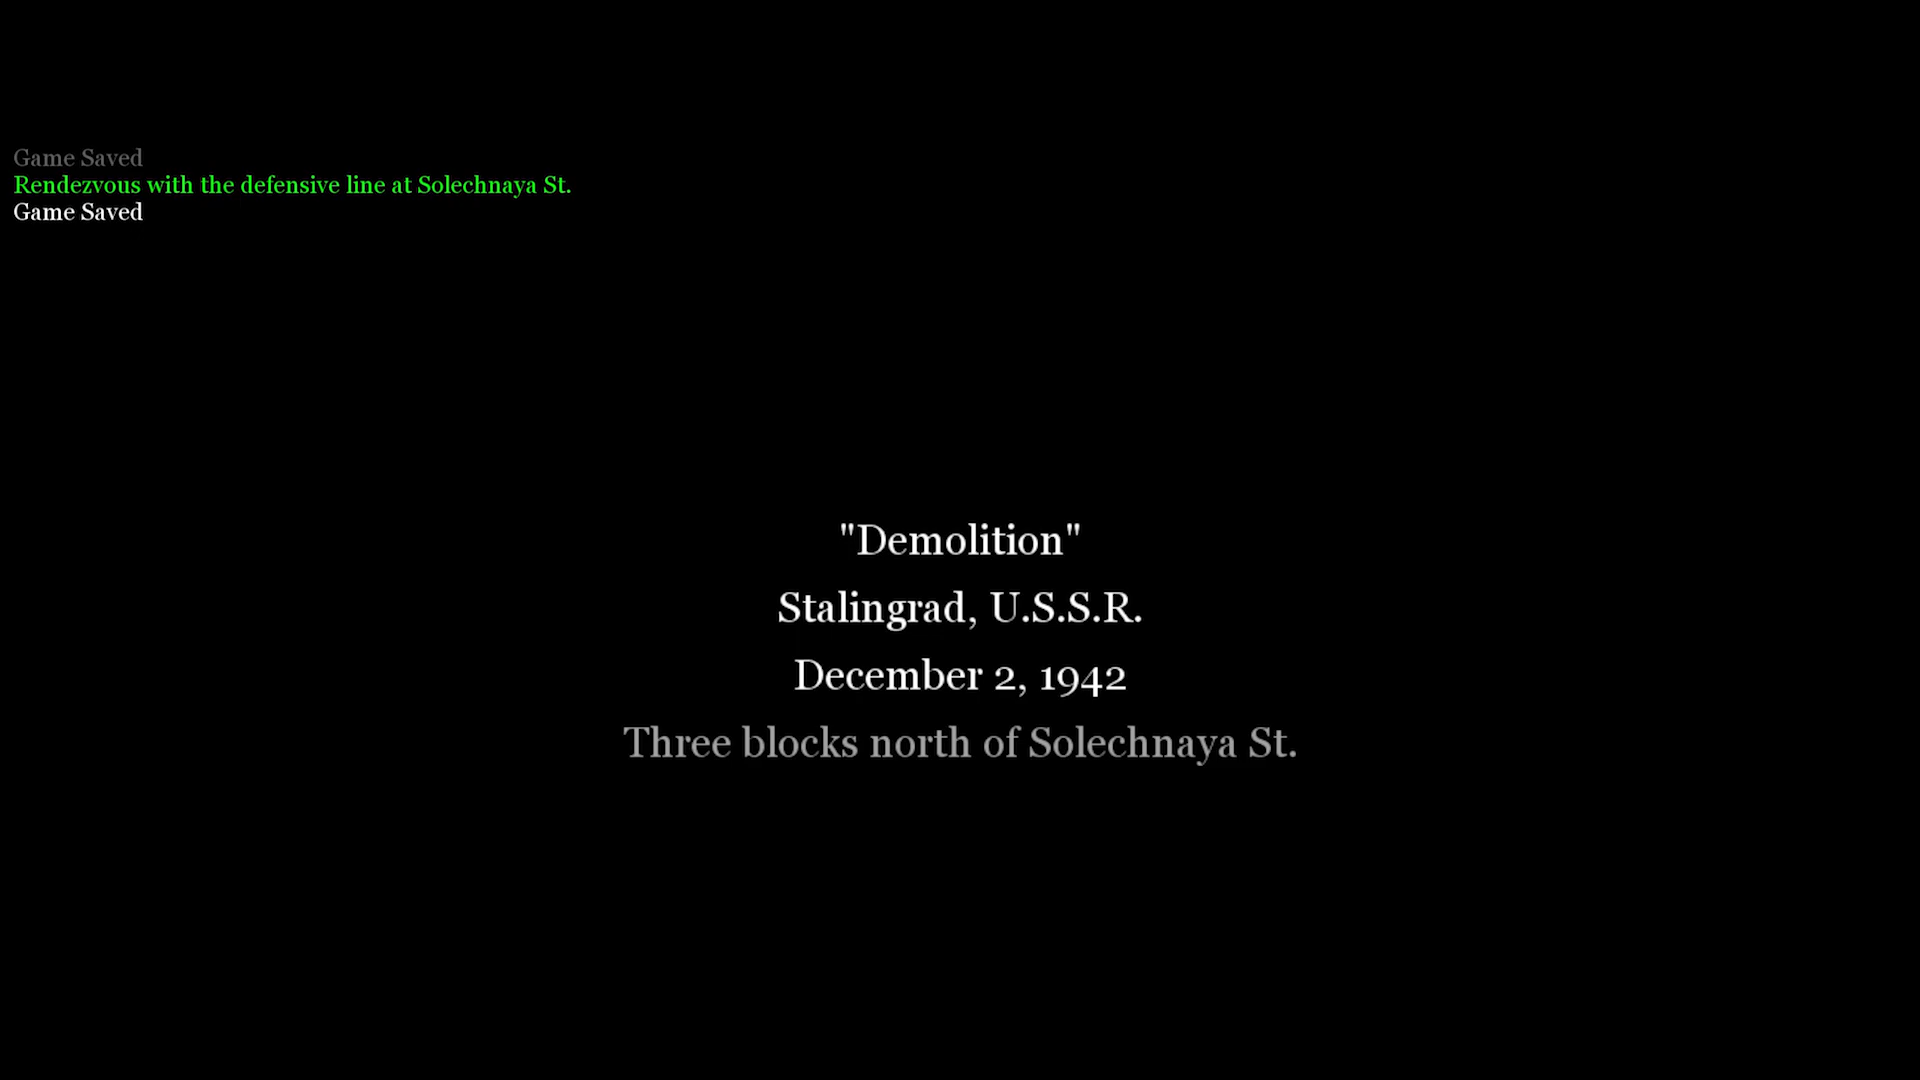 Game Saved
Rendezvous with the defensive line at Solechnaya St.
Game Saved
"Demolition"
Stalingrad, U.S.S.R.
December 2, 1942
Three blocks north of Solechnaya St.